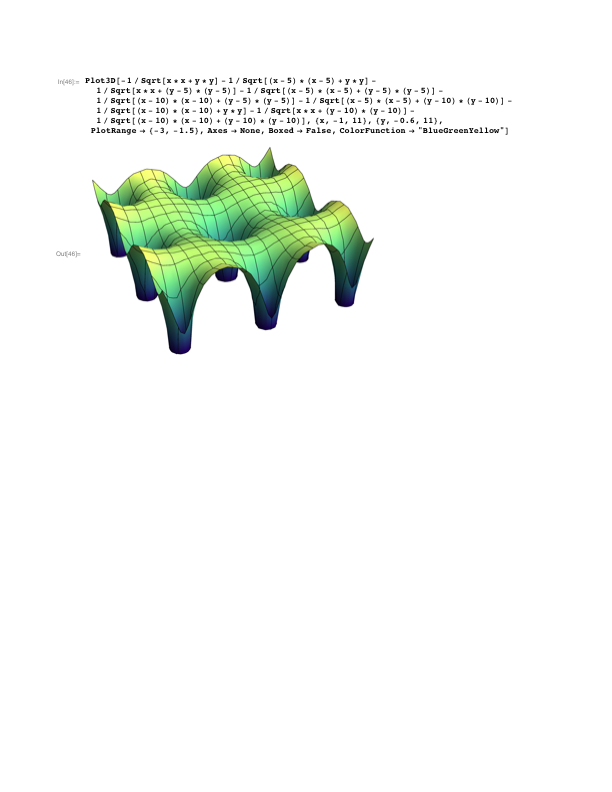 In[46]:= Plot3D[-1 / Sqrt[x * x + y * y] - 1 / Sqrt[(x - 5) * (x - 5) + y * y] -
1 / Sqrt[x * x + (y - 5) * (y - 5)] - 1 / Sqrt[(x - 5) * (x - 5) + (y - 5) * (y - 5)] -
1 / Sqrt[(x - 10) * (x - 10) + (y - 5) * (y - 5)] - 1 / Sqrt[(x - 5) * (x - 5) + (y - 10) * (y - 10)] -
1 / Sqrt[(x - 10) * (x - 10) + y * y] - 1 / Sqrt[x * x + (y - 10) * (y - 10)] -
1 / Sqrt[(x - 10) * (x - 10) + (y - 10) * (y - 10)], {x, -1, 11}, {y, -0.6, 11},
PlotRange → {-3, -1.5}, Axes → None, Boxed → False, ColorFunction → "BlueGreenYellow"]
Out[46]=